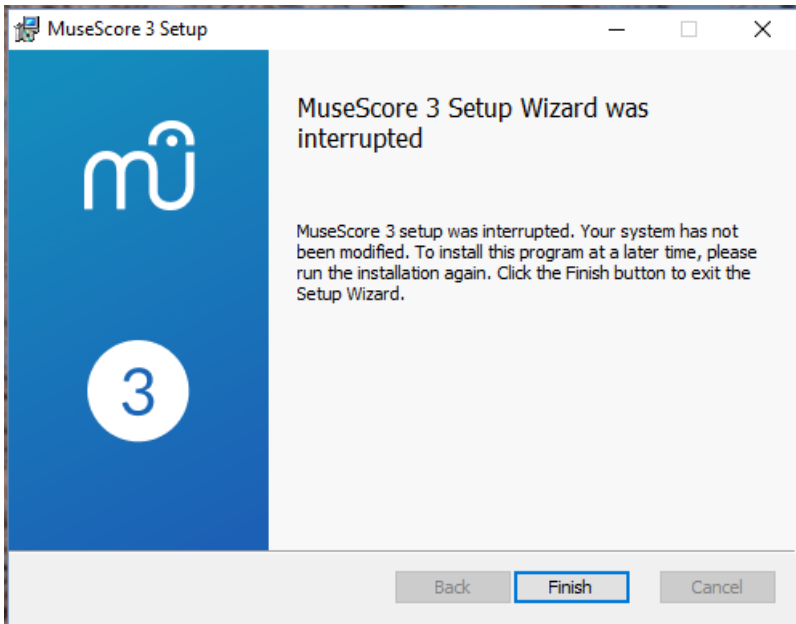 MuseScore 3 Setup
MuseScore 3 Setup Wizard was
interrupted
MuseScore 3 setup was interrupted. Your system has not
been modified. To install this program at a later time, please
run the installation again. Click the Finish button to exit the
Setup Wizard.
3
Back Finish Cancel